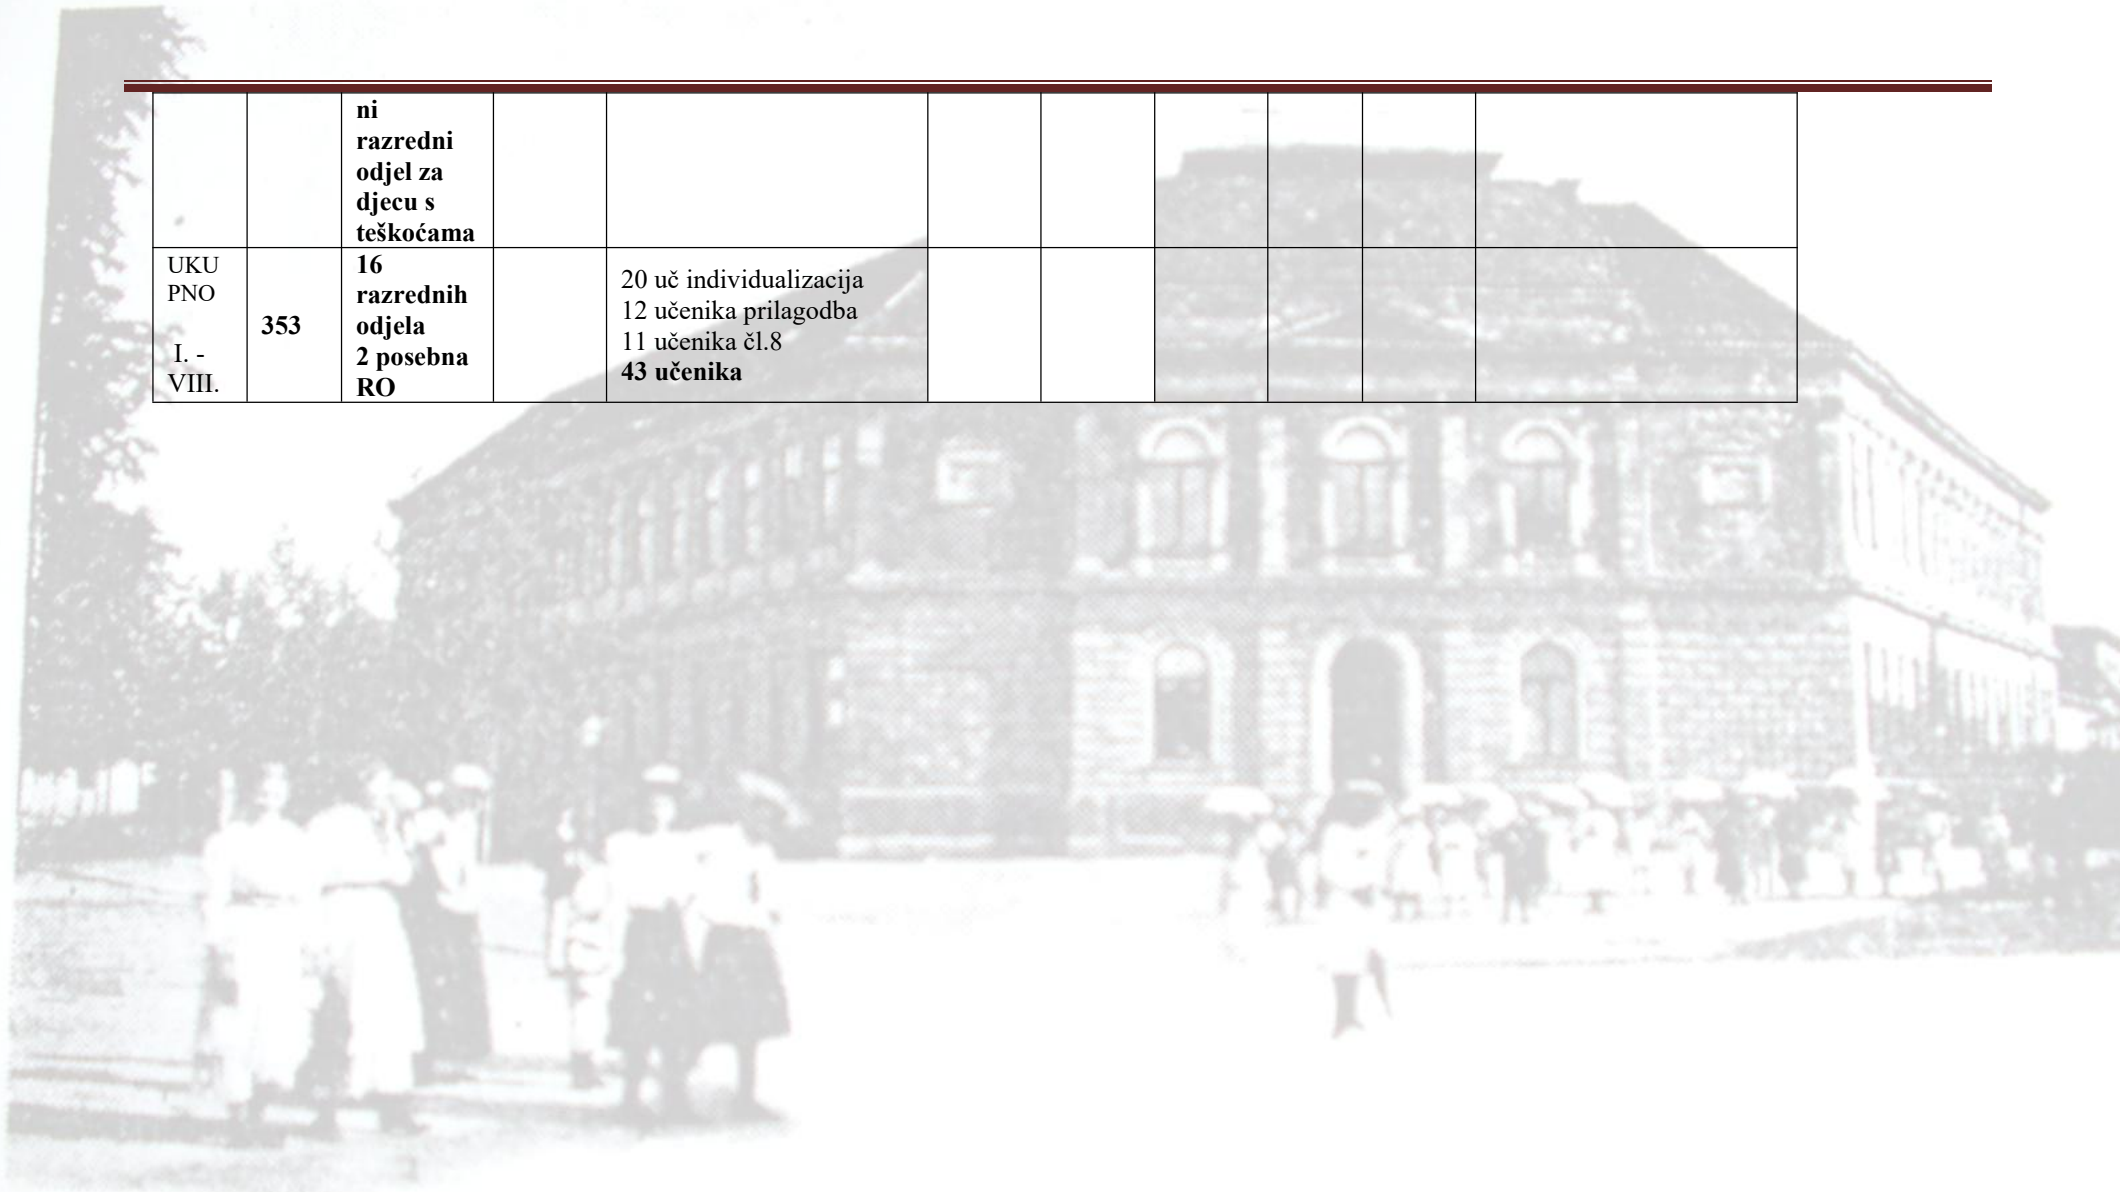 ni
razredni
odjel za
djecu s
teškoćama
UKU
PNO
I. -
VIII.
353
16
razrednih
odjela
2 posebna
RO
20 uč individualizacija
12 učenika prilagodba
11 učenika čl.8
43 učenika